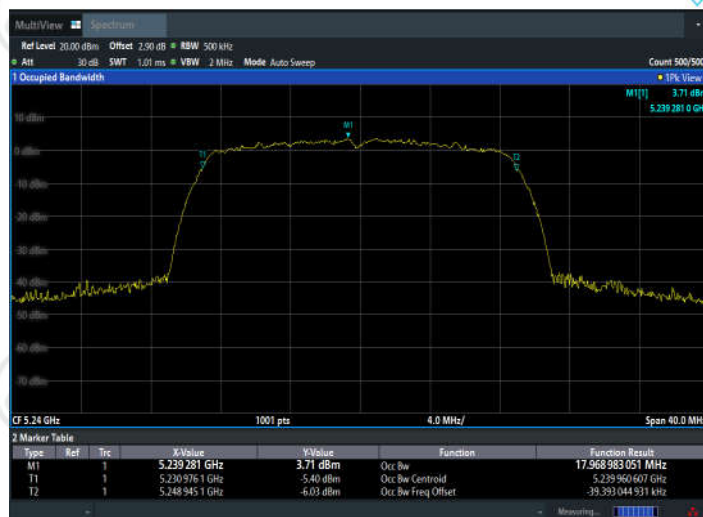 MultiView Spectrum
Ref Level 20.00 dBm Offset 2.90 dB RBW 500 kHz
Att 30 dB SWT 1.01 ms VBW 2 MHz Mode Auto Sweep Count 500/500
1 Occupied Bandwidth 1Pk View
M1[1] 3.71 dBm
5.239 281 0 GH
10 dBm
M1
0 dBm
T1
T2
-10 dBm
-20 dBm
-30 dBm
-40 dBm
-50 dBm
-60 dBm
-70 dBm
CF 5.24 GHz 1001 pts 4.0 MHz/ Span 40.0 MH
2 Marker Table
Type Ref Trc X-Value Y-Value Function Function Result
M1 1 5.239 281 GHz 3.71 dBm Occ Bw 17.968 983 051 MHz
T1 1 5.230 976 1 GHz -5.40 dBm Occ Bw Centroid 5.239 960 607 GHz
T2 1 5.248 945 1 GHz -6.03 dBm Occ Bw Freq Offset -39.393 044 931 kHz
Measuring...